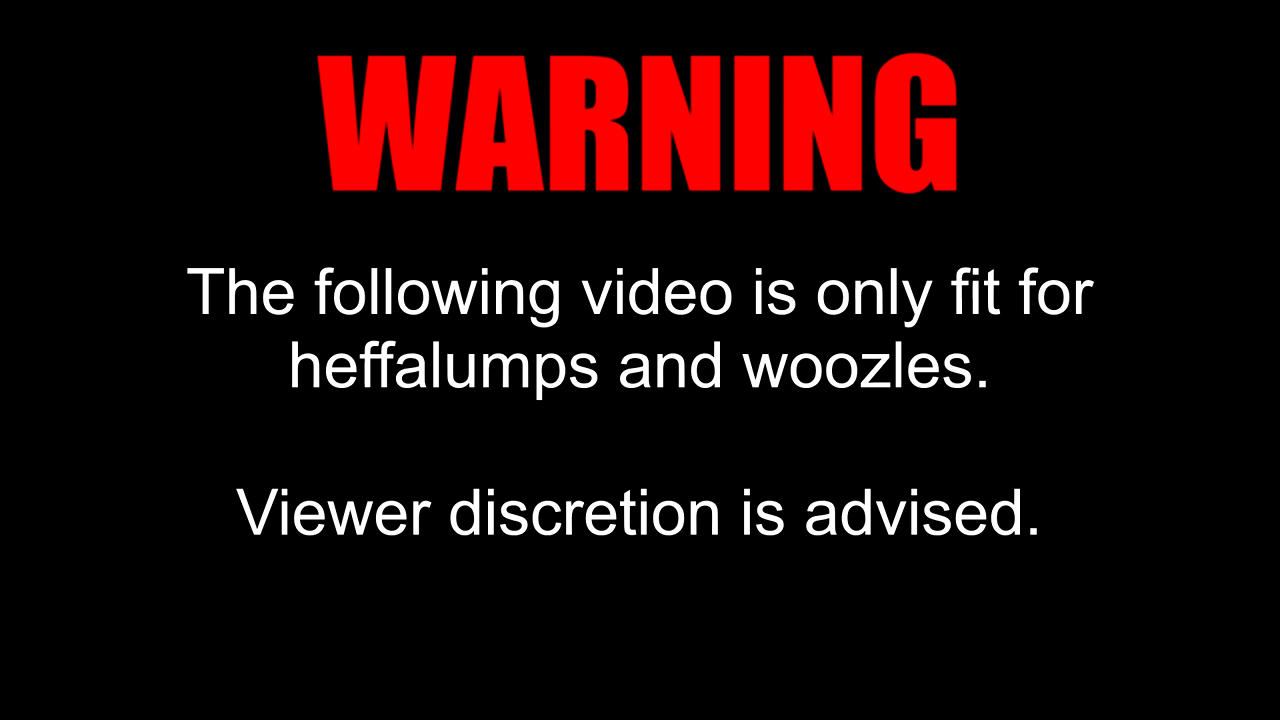 WARNING
The following video is only fit for
heffalumps and woozles.
Viewer discretion is advised.